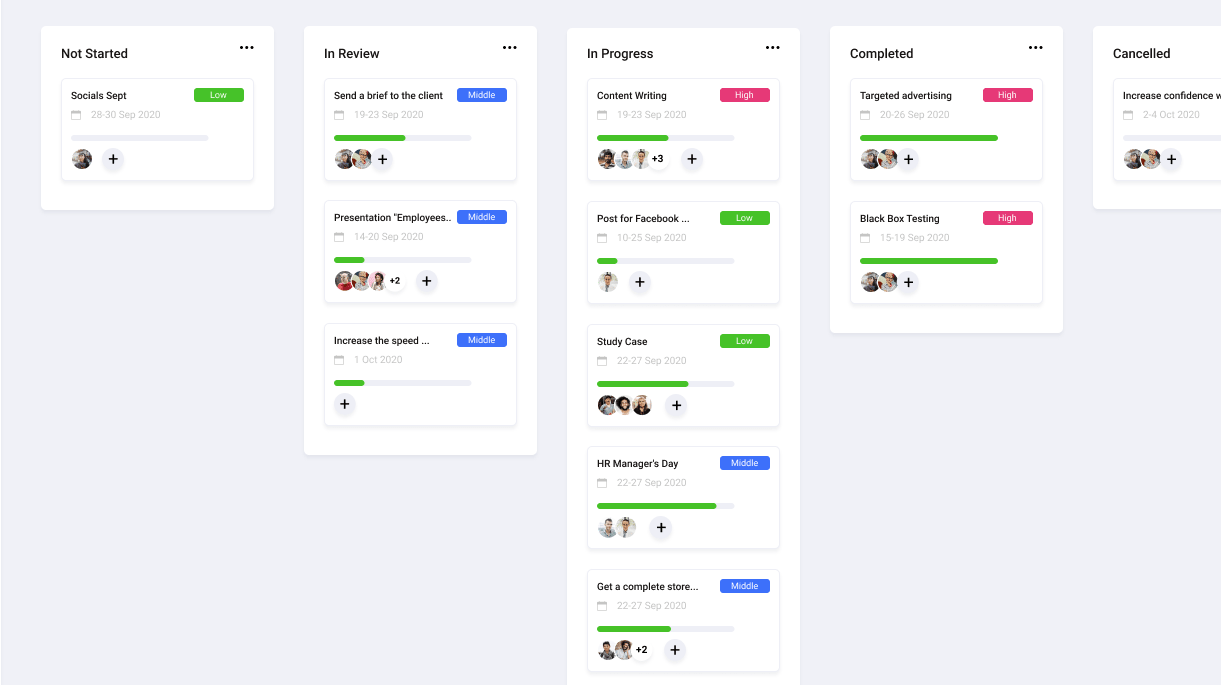 Not Started
Socials Sept
Low
28-30 Sep 2020
+
In Review
Send a brief to the client
Middle
19-23 Sep 2020
+
Presentation "Employees..
Middle
14-20 Sep 2020
+2
+
Increase the speed ...
Middle
1 Oct 2020
+
In Progress
Content Writing
High
19-23 Sep 2020
+3
+
Post for Facebook ...
Low
10-25 Sep 2020
+
Study Case
Low
22-27 Sep 2020
+
HR Manager's Day
Middle
22-27 Sep 2020
+
Get a complete store...
Middle
22-27 Sep 2020
+2
+
Completed
Targeted advertising
High
20-26 Sep 2020
+
Black Box Testing
High
15-19 Sep 2020
+
Cancelled
Increase confidence
2-4 Oct 2020
+